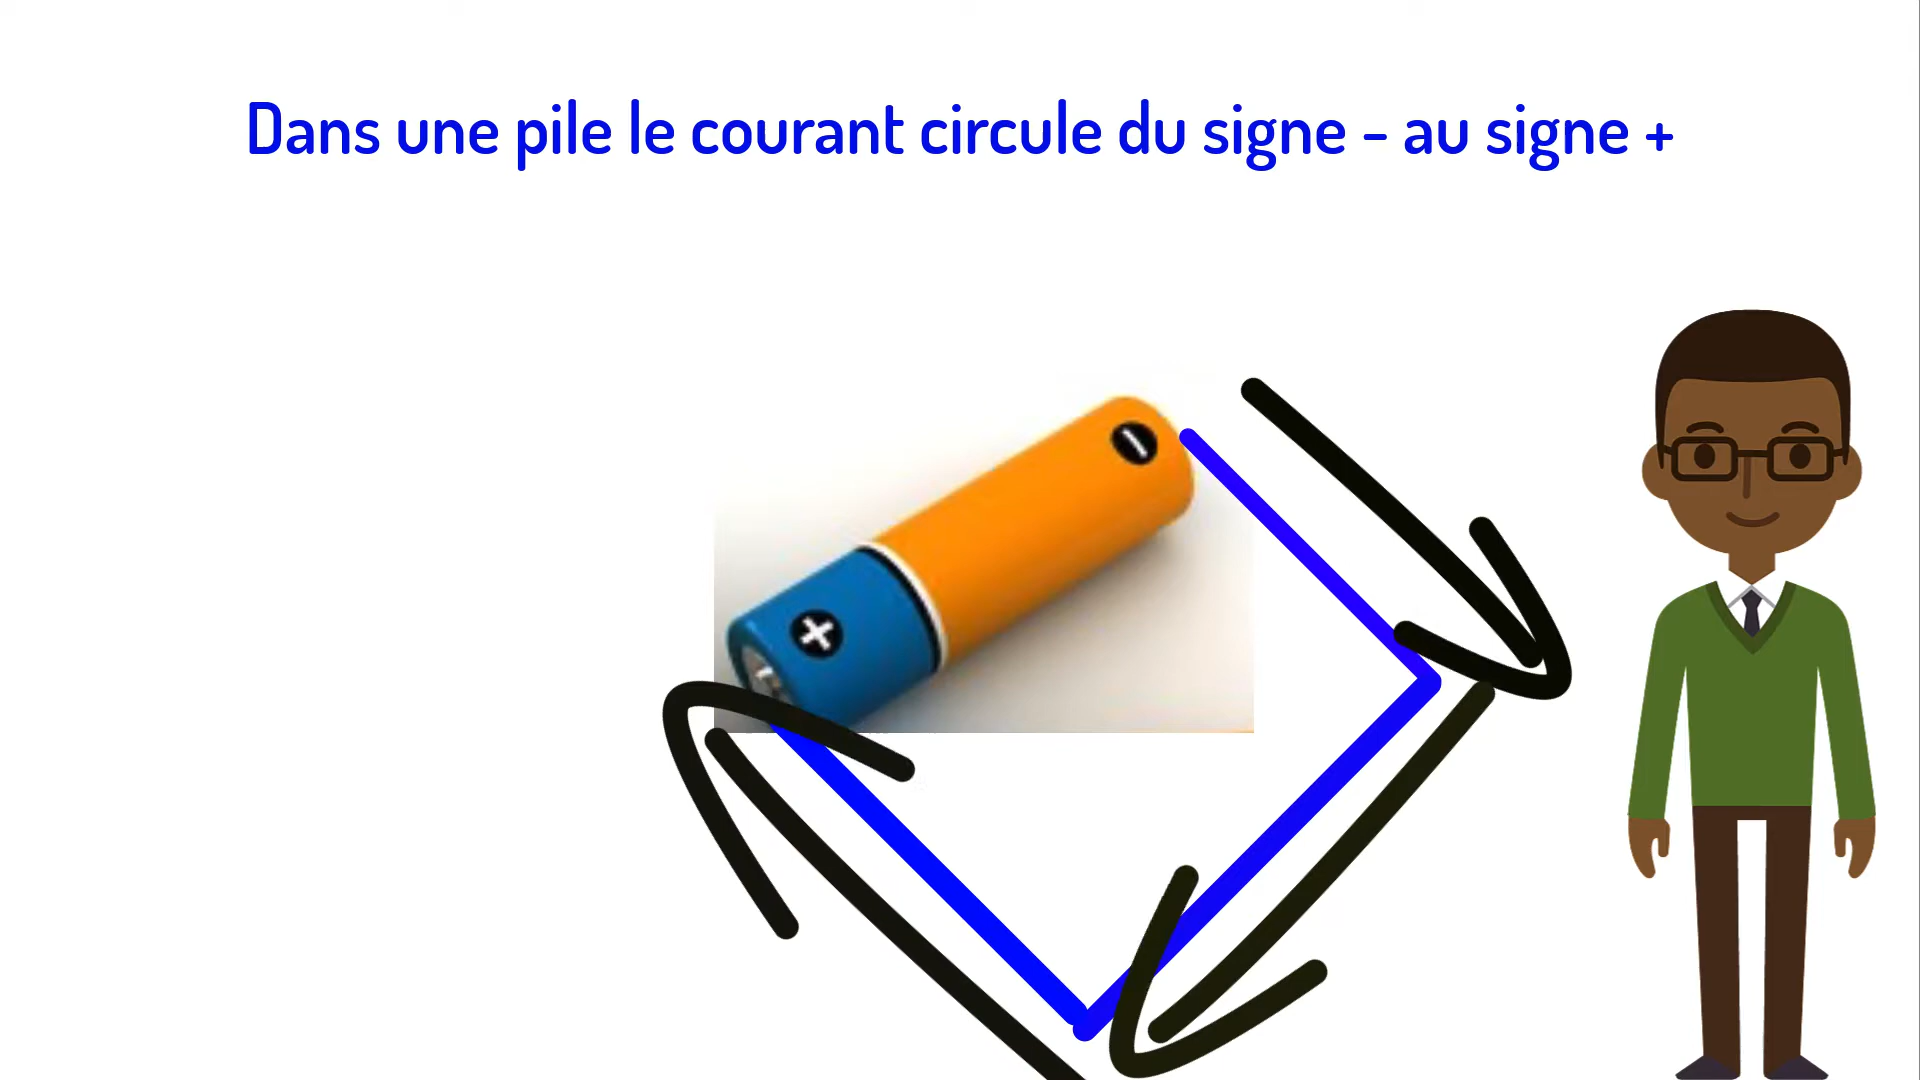 Dans une pile le courant circule du signe - au signe +
-
+